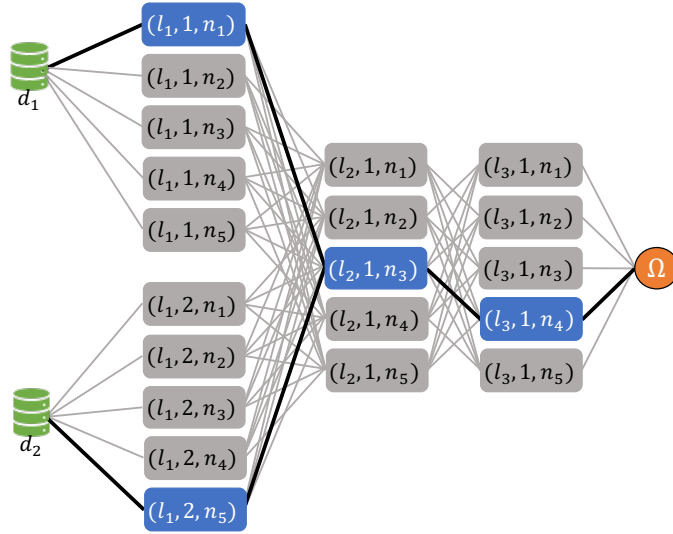 d₁
(l₁, 1, n₁)
(l₁, 1, n₂)
(l₁, 1, n₃)
(l₁, 1, n₄)
(l₁, 1, n₅)
d₂
(l₁, 2, n₁)
(l₁, 2, n₂)
(l₁, 2, n₃)
(l₁, 2, n₄)
(l₁, 2, n₅)
(l₂, 1, n₁)
(l₂, 1, n₂)
(l₂, 1, n₃)
(l₂, 1, n₄)
(l₂, 1, n₅)
(l₃, 1, n₁)
(l₃, 1, n₂)
(l₃, 1, n₃)
(l₃, 1, n₄)
(l₃, 1, n₅)
Ω